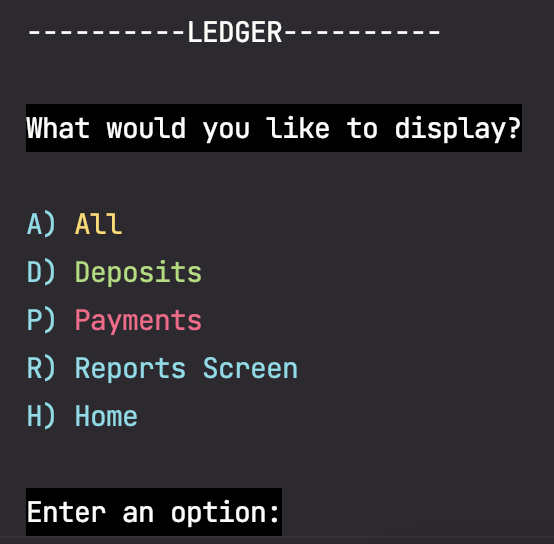 ----------LEDGER----------
What would you like to display?
A) All
D) Deposits
P) Payments
R) Reports Screen
H) Home
Enter an option: